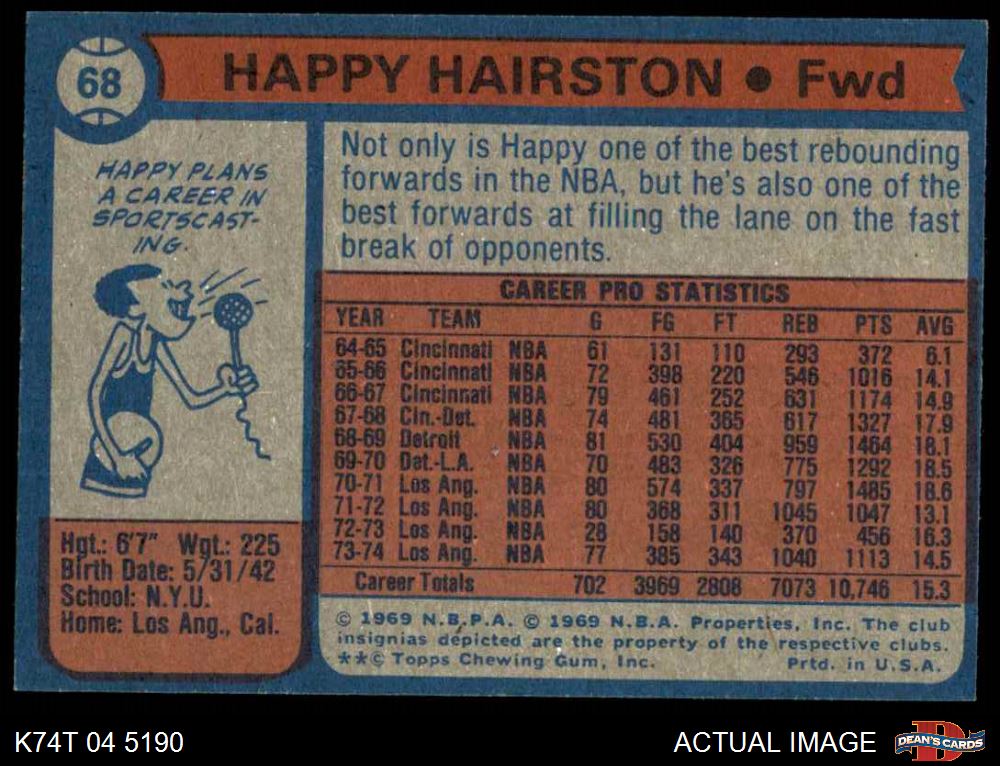 68
HAPPY HAIRSTON • Fwd
HAPPY PLANS
A CAREER IN
SPORTSCAST-
ING.
Not only is Happy one of the best rebounding
forwards in the NBA, but he's also one of the
best forwards at filling the lane on the fast
break of opponents.
CAREER PRO STATISTICS
YEAR TEAM G FG FT REB PTS AVG
64-65 Cincinnati NBA 61 131 110 293 372 6.1
65-66 Cincinnati NBA 72 398 220 546 1016 14.1
66-67 Cincinnati NBA 79 461 252 631 1174 14.9
67-68 Cin.-Det. NBA 74 481 365 617 1327 17.9
68-69 Detroit NBA 81 530 404 959 1464 18.1
69-70 Det.-L.A. NBA 70 483 326 775 1292 18.5
70-71 Los Ang. NBA 80 574 337 797 1485 18.6
71-72 Los Ang. NBA 80 368 311 1045 1047 13.1
72-73 Los Ang. NBA 28 158 140 370 456 16.3
73-74 Los Ang. NBA 77 385 343 1040 1113 14.5
Career Totals 702 3969 2808 7073 10,746 15.3
Hgt.: 6'7" Wgt.: 225
Birth Date: 5/31/42
School: N.Y.U.
Home: Los Ang., Cal.
© 1969 N.B.P.A. © 1969 N.B.A. Properties, Inc. The club
insignias depicted are the property of the respective clubs.
**© Topps Chewing Gum, Inc. Prtd. in U.S.A.
K74T 04 5190
ACTUAL IMAGE
DEAN'S CARDS